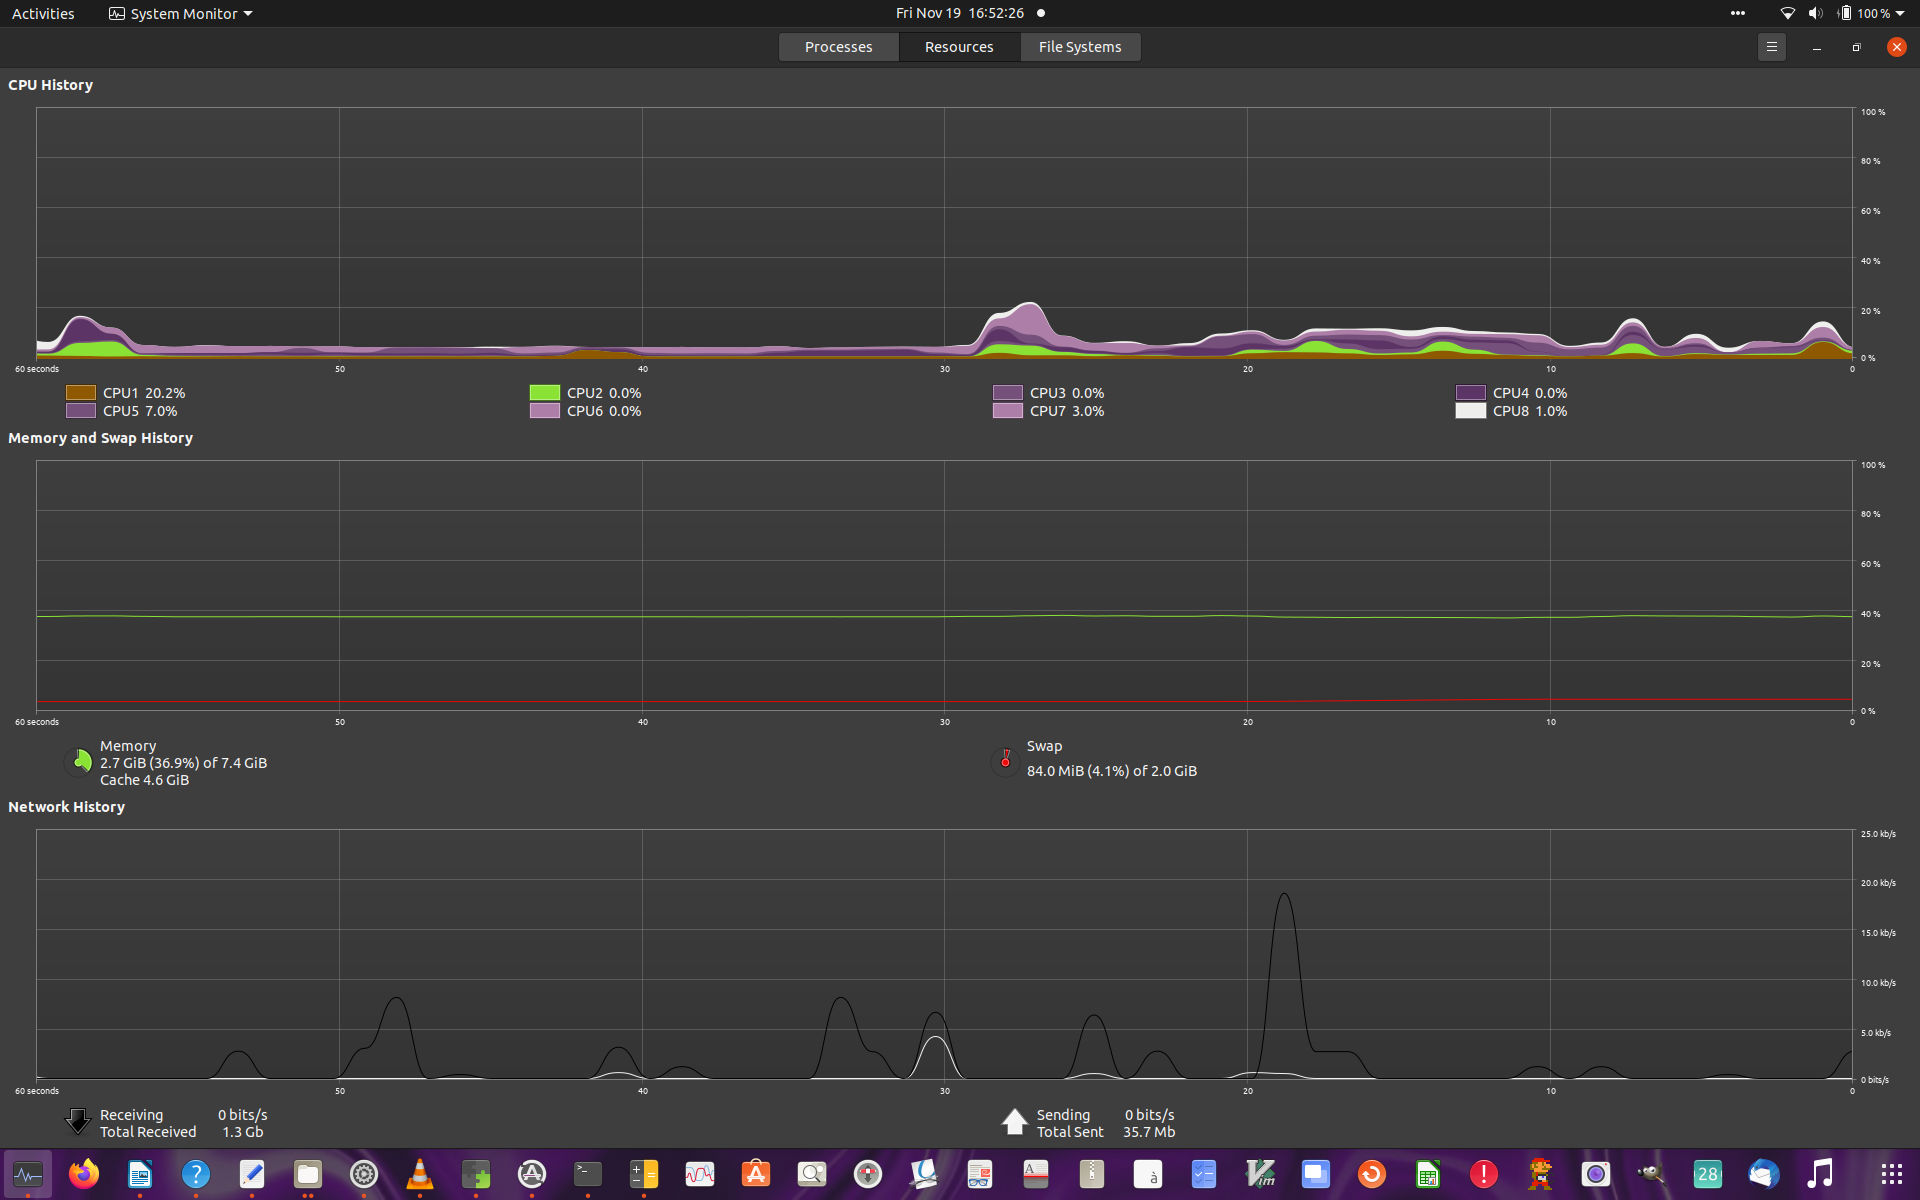 Activities System Monitor Fri Nov 19 16:52:26 100 %
Processes Resources File Systems
CPU History
100 %
80 %
60 %
40 %
20 %
0 %
60 seconds 50 40 30 20 10 0
CPU1 20.2% CPU2 0.0% CPU3 0.0% CPU4 0.0%
CPU5 7.0% CPU6 0.0% CPU7 3.0% CPU8 1.0%
Memory and Swap History
100 %
80 %
60 %
40 %
20 %
0 %
60 seconds 50 40 30 20 10 0
Memory
2.7 GiB (36.9%) of 7.4 GiB
Cache 4.6 GiB
Swap
84.0 MiB (4.1%) of 2.0 GiB
Network History
25.0 kb/s
20.0 kb/s
15.0 kb/s
10.0 kb/s
5.0 kb/s
0 bits/s
60 seconds 50 40 30 20 10 0
Receiving 0 bits/s
Total Received 1.3 Gb
Sending 0 bits/s
Total Sent 35.7 Mb
? >_ A à Vim ! 28